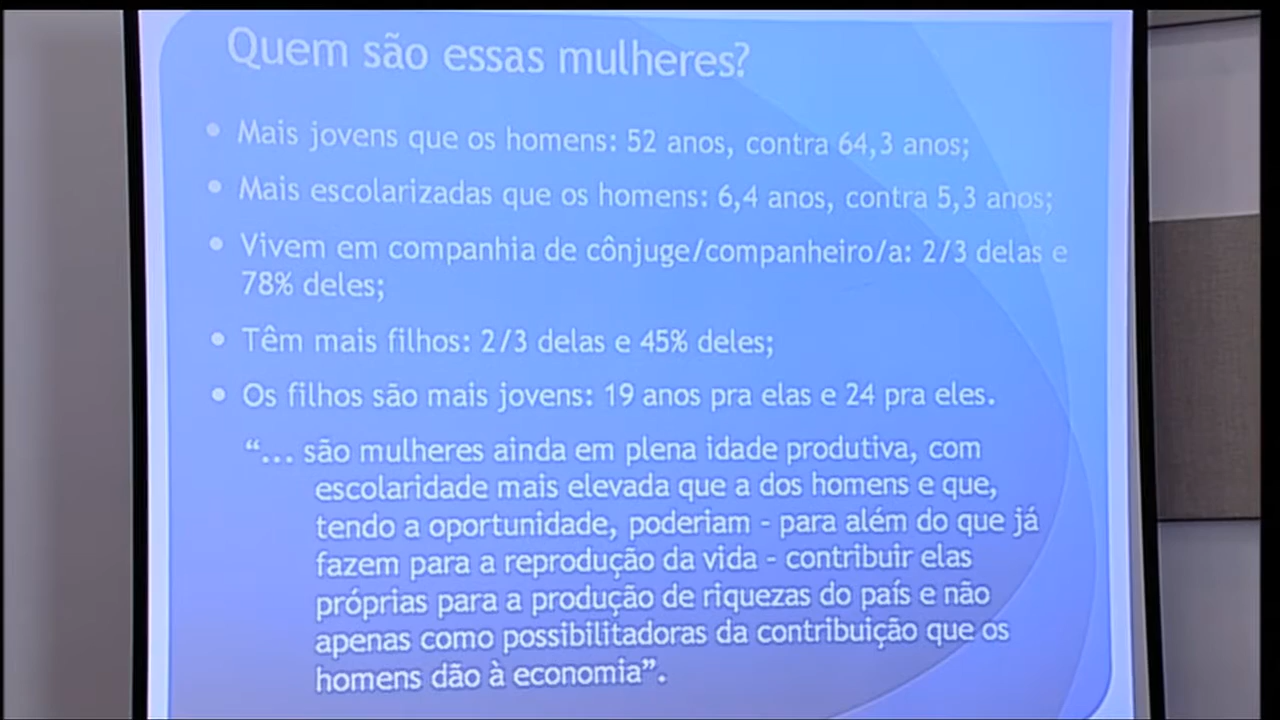 Quem são essas mulheres?
• Mais jovens que os homens: 52 anos, contra 64,3 anos;
• Mais escolarizadas que os homens: 6,4 anos, contra 5,3 anos;
• Vivem em companhia de cônjuge/companheiro/a: 2/3 delas e
78% deles;
• Têm mais filhos: 2/3 delas e 45% deles;
• Os filhos são mais jovens: 19 anos pra elas e 24 pra eles.
“... são mulheres ainda em plena idade produtiva, com
escolaridade mais elevada que a dos homens e que,
tendo a oportunidade, poderiam - para além do que já
fazem para a reprodução da vida - contribuir elas
próprias para a produção de riquezas do país e não
apenas como possibilitadoras da contribuição que os
homens dão à economia”.